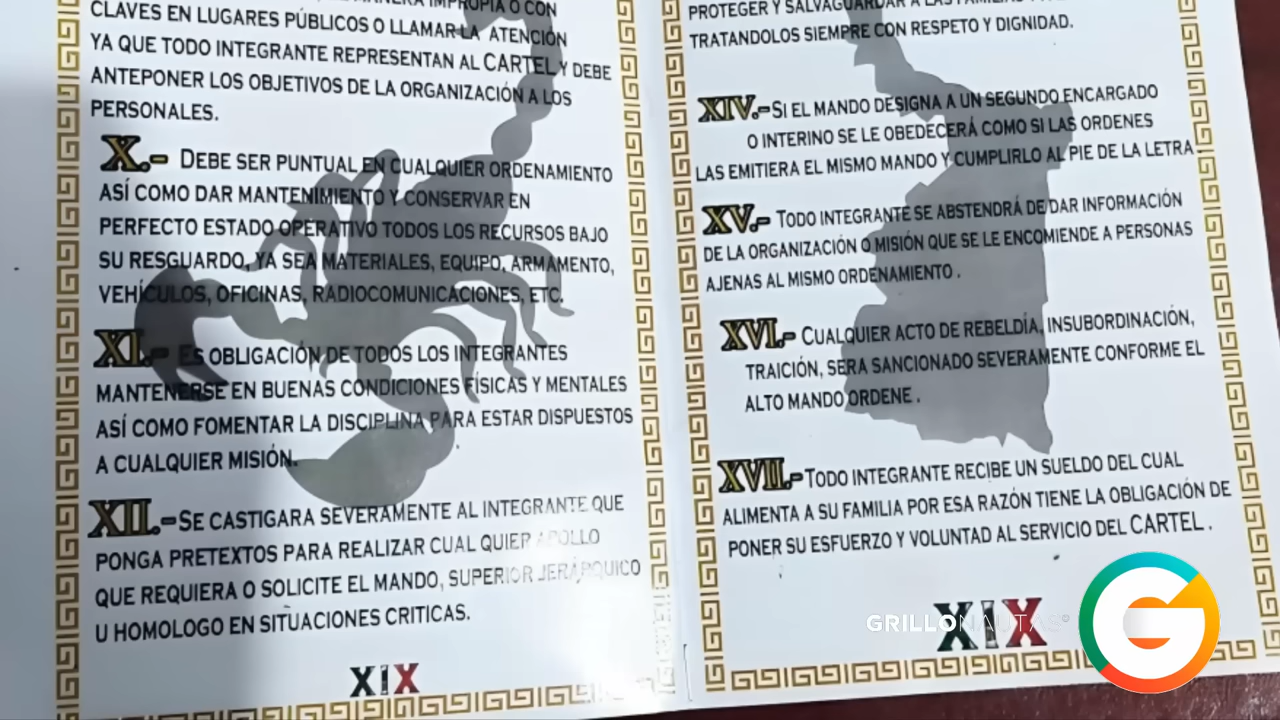 MANERA IMPROPIA O CON
CLAVES EN LUGARES PÚBLICOS O LLAMAR LA ATENCIÓN
YA QUE TODO INTEGRANTE REPRESENTAN AL CARTEL Y DEBE
ANTEPONER LOS OBJETIVOS DE LA ORGANIZACIÓN A LOS
PERSONALES.
X.- DEBE SER PUNTUAL EN CUALQUIER ORDENAMIENTO
ASÍ COMO DAR MANTENIMIENTO Y CONSERVAR EN
PERFECTO ESTADO OPERATIVO TODOS LOS RECURSOS BAJO
SU RESGUARDO, YA SEA MATERIALES, EQUIPO, ARMAMENTO,
VEHÍCULOS, OFICINAS, RADIOCOMUNICACIONES, ETC.
XI.- ES OBLIGACIÓN DE TODOS LOS INTEGRANTES
MANTENERSE EN BUENAS CONDICIONES FÍSICAS Y MENTALES
ASÍ COMO FOMENTAR LA DISCIPLINA PARA ESTAR DISPUESTOS
A CUALQUIER MISIÓN.
XII.- SE CASTIGARA SEVERAMENTE AL INTEGRANTE QUE
PONGA PRETEXTOS PARA REALIZAR CUAL QUIER APOLLO
QUE REQUIERA O SOLICITE EL MANDO, SUPERIOR JERÁRQUICO
U HOMOLOGO EN SITUACIONES CRITICAS.
XIX
PROTEGER Y SALVAGUARDAR A LAS FAMILIAS
TRATANDOLOS SIEMPRE CON RESPETO Y DIGNIDAD.
XIV.- SI EL MANDO DESIGNA A UN SEGUNDO ENCARGADO
O INTERINO SE LE OBEDECERÁ COMO SI LAS ORDENES
LAS EMITIERA EL MISMO MANDO Y CUMPLIRLO AL PIE DE LA LETRA.
XV.- TODO INTEGRANTE SE ABSTENDRÁ DE DAR INFORMACIÓN
DE LA ORGANIZACIÓN O MISIÓN QUE SE LE ENCOMIENDE A PERSONAS
AJENAS AL MISMO ORDENAMIENTO .
XVI.- CUALQUIER ACTO DE REBELDÍA, INSUBORDINACIÓN,
TRAICIÓN, SERA SANCIONADO SEVERAMENTE CONFORME EL
ALTO MANDO ORDENE .
XVII.- TODO INTEGRANTE RECIBE UN SUELDO DEL CUAL
ALIMENTA A SU FAMILIA POR ESA RAZÓN TIENE LA OBLIGACIÓN DE
PONER SU ESFUERZO Y VOLUNTAD AL SERVICIO DEL CARTEL .
XIX
GRILLONAUTAS®
G